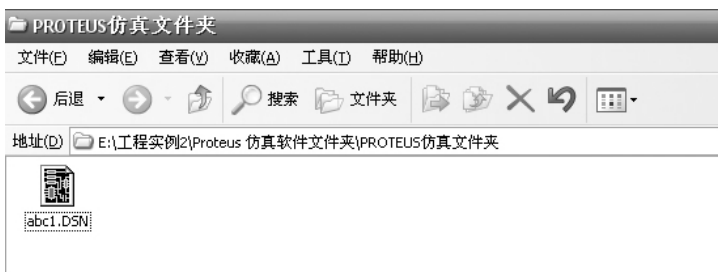 PROTEUS仿真文件夹
文件(F) 编辑(E) 查看(V) 收藏(A) 工具(T) 帮助(H)
后退 搜索 文件夹
地址(D) E:\工程实例2\Proteus 仿真软件文件夹\PROTEUS仿真文件夹
abc1.DSN